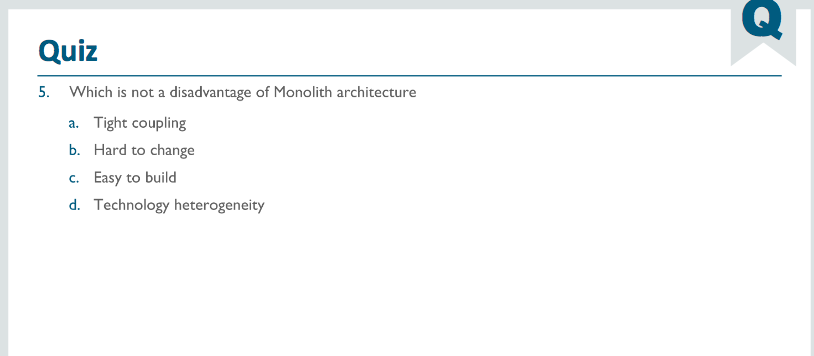 Q
Quiz
5. Which is not a disadvantage of Monolith architecture
a. Tight coupling
b. Hard to change
c. Easy to build
d. Technology heterogeneity